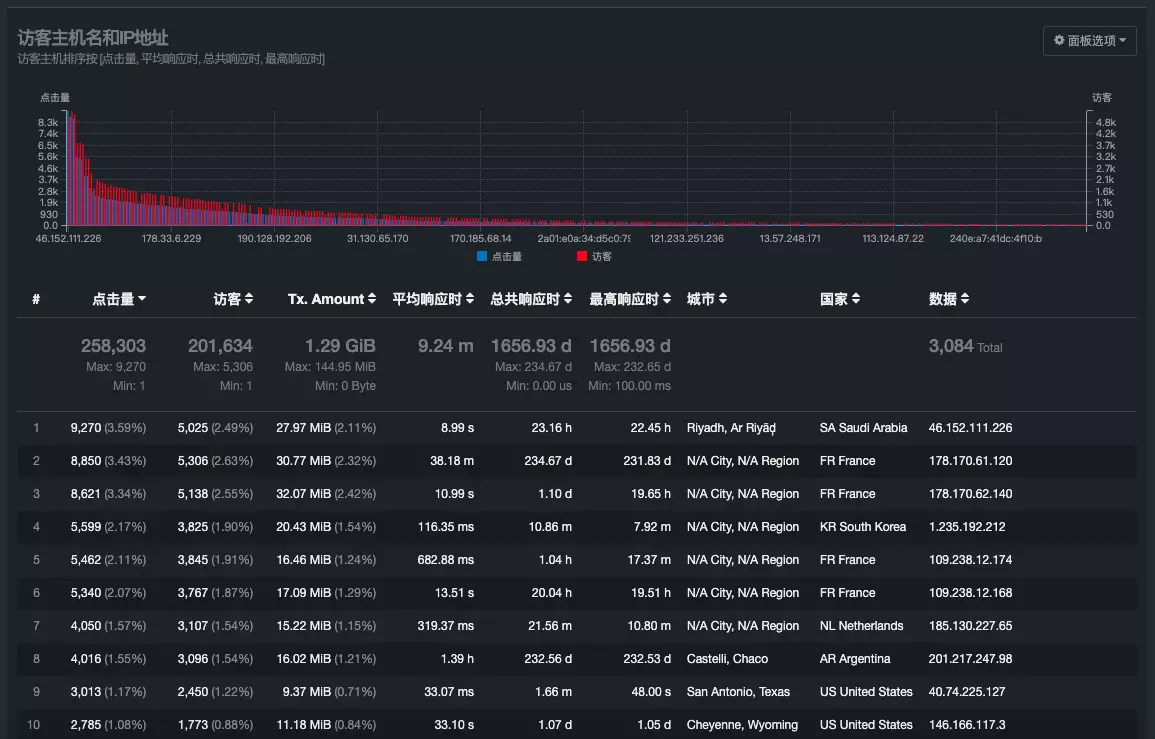 访客主机名和IP地址
访客主机排序按 [点击量, 平均响应时, 总共响应时, 最高响应时]
面板选项
点击量 访客
8.3k 4.8k
7.4k 4.2k
6.5k 3.7k
5.6k 3.2k
4.6k 2.7k
3.7k 2.1k
2.8k 1.6k
1.9k 1.1k
930 530
0.0 0.0
46.152.111.226 178.33.6.229 190.128.192.206 31.130.65.170 170.185.68.14 2a01:e0a:34:d5c0:75 121.233.251.236 13.57.248.171 113.124.87.22 240e:a7:41dc:4f10:b
点击量 访客
# 点击量 访客 Tx. Amount 平均响应时 总共响应时 最高响应时 城市 国家 数据
258,303 201,634 1.29 GiB 9.24 m 1656.93 d 1656.93 d 3,084 Total
Max: 9,270 Max: 5,306 Max: 144.95 MiB Max: 234.67 d Max: 232.65 d
Min: 1 Min: 1 Min: 0 Byte Min: 0.00 us Min: 100.00 ms
1 9,270 (3.59%) 5,025 (2.49%) 27.97 MiB (2.11%) 8.99 s 23.16 h 22.45 h Riyadh, Ar Riyāḑ SA Saudi Arabia 46.152.111.226
2 8,850 (3.43%) 5,306 (2.63%) 30.77 MiB (2.32%) 38.18 m 234.67 d 231.83 d N/A City, N/A Region FR France 178.170.61.120
3 8,621 (3.34%) 5,138 (2.55%) 32.07 MiB (2.42%) 10.99 s 1.10 d 19.65 h N/A City, N/A Region FR France 178.170.62.140
4 5,599 (2.17%) 3,825 (1.90%) 20.43 MiB (1.54%) 116.35 ms 10.86 m 7.92 m N/A City, N/A Region KR South Korea 1.235.192.212
5 5,462 (2.11%) 3,845 (1.91%) 16.46 MiB (1.24%) 682.88 ms 1.04 h 17.37 m N/A City, N/A Region FR France 109.238.12.174
6 5,340 (2.07%) 3,767 (1.87%) 17.09 MiB (1.29%) 13.51 s 20.04 h 19.51 h N/A City, N/A Region FR France 109.238.12.168
7 4,050 (1.57%) 3,107 (1.54%) 15.22 MiB (1.15%) 319.37 ms 21.56 m 10.80 m N/A City, N/A Region NL Netherlands 185.130.227.65
8 4,016 (1.55%) 3,096 (1.54%) 16.02 MiB (1.21%) 1.39 h 232.56 d 232.53 d Castelli, Chaco AR Argentina 201.217.247.98
9 3,013 (1.17%) 2,450 (1.22%) 9.37 MiB (0.71%) 33.07 ms 1.66 m 48.00 s San Antonio, Texas US United States 40.74.225.127
10 2,785 (1.08%) 1,773 (0.88%) 11.18 MiB (0.84%) 33.10 s 1.07 d 1.05 d Cheyenne, Wyoming US United States 146.166.117.3